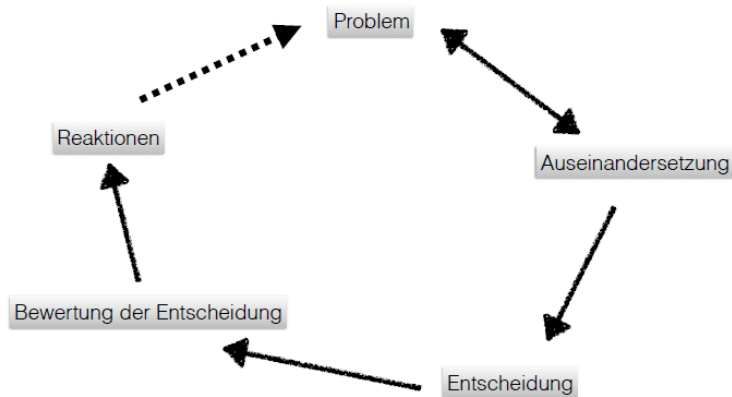 Problem
Auseinandersetzung
Entscheidung
Bewertung der Entscheidung
Reaktionen